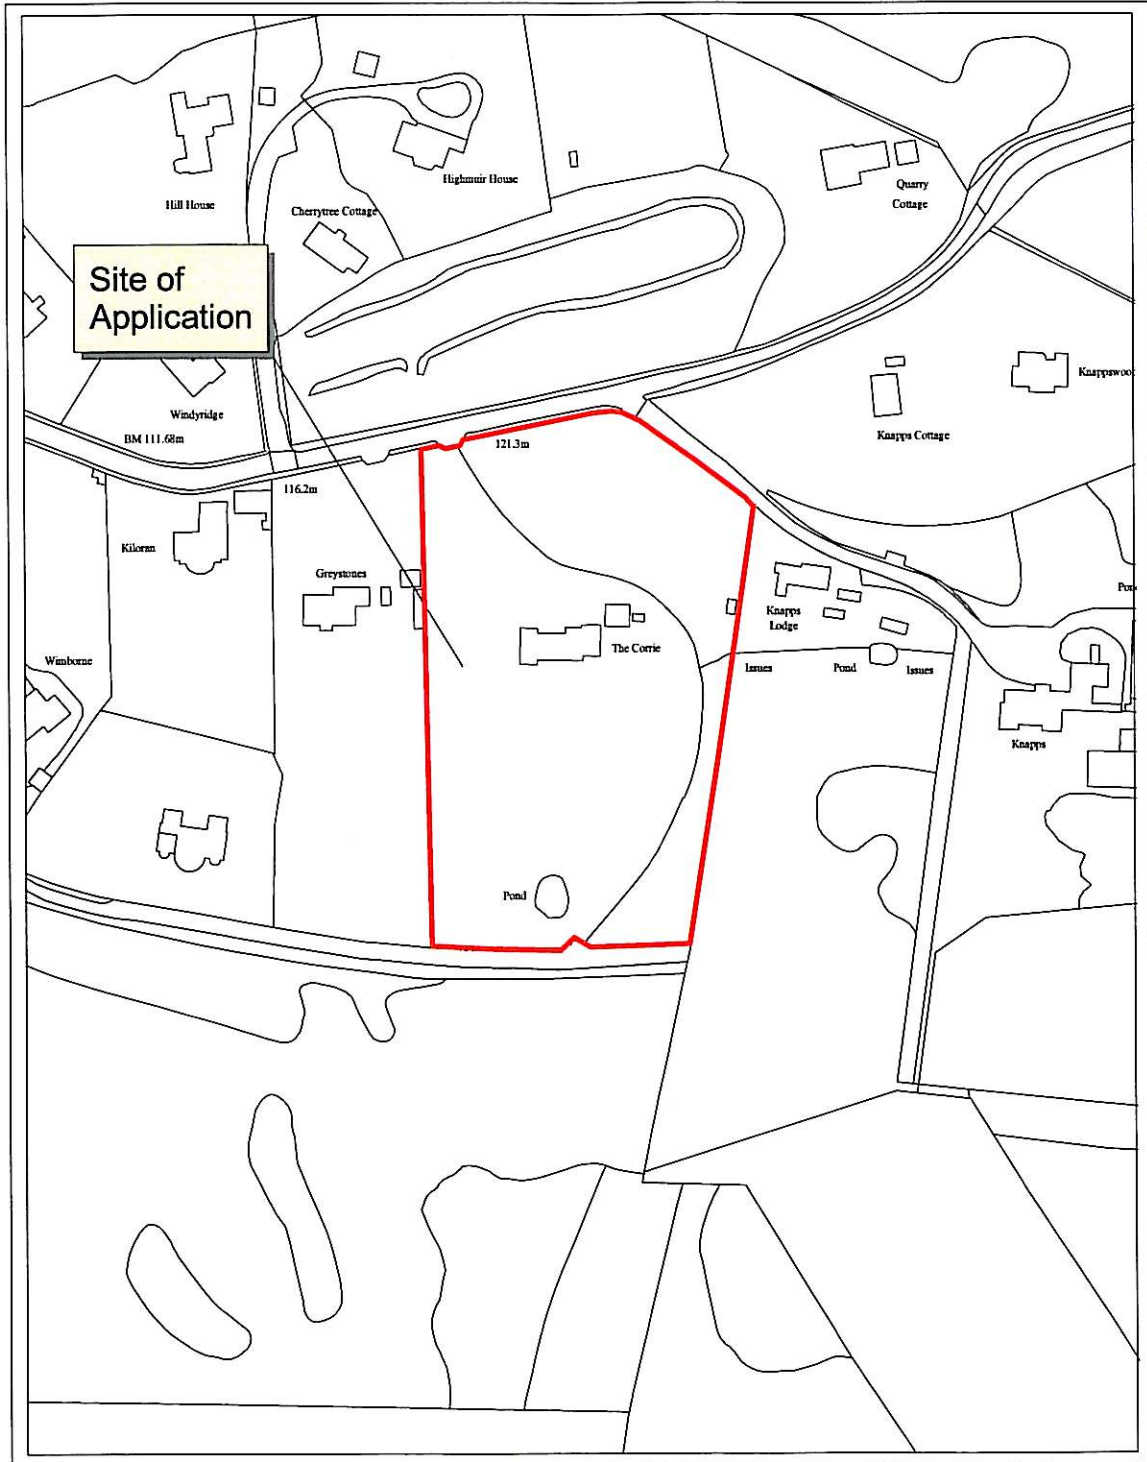 Highmuir House
Quarry
Cottage
Hill House
Cherrytree Cottage
Site of
Application
Windyridge
BM 111.68m
121.3m
116.2m
Knappswoo
Knapps Cottage
Kiloran
Greystones
Knapps
Lodge
The Corrie
Wimborne
Issues
Pond
Issues
Knapps
Pond